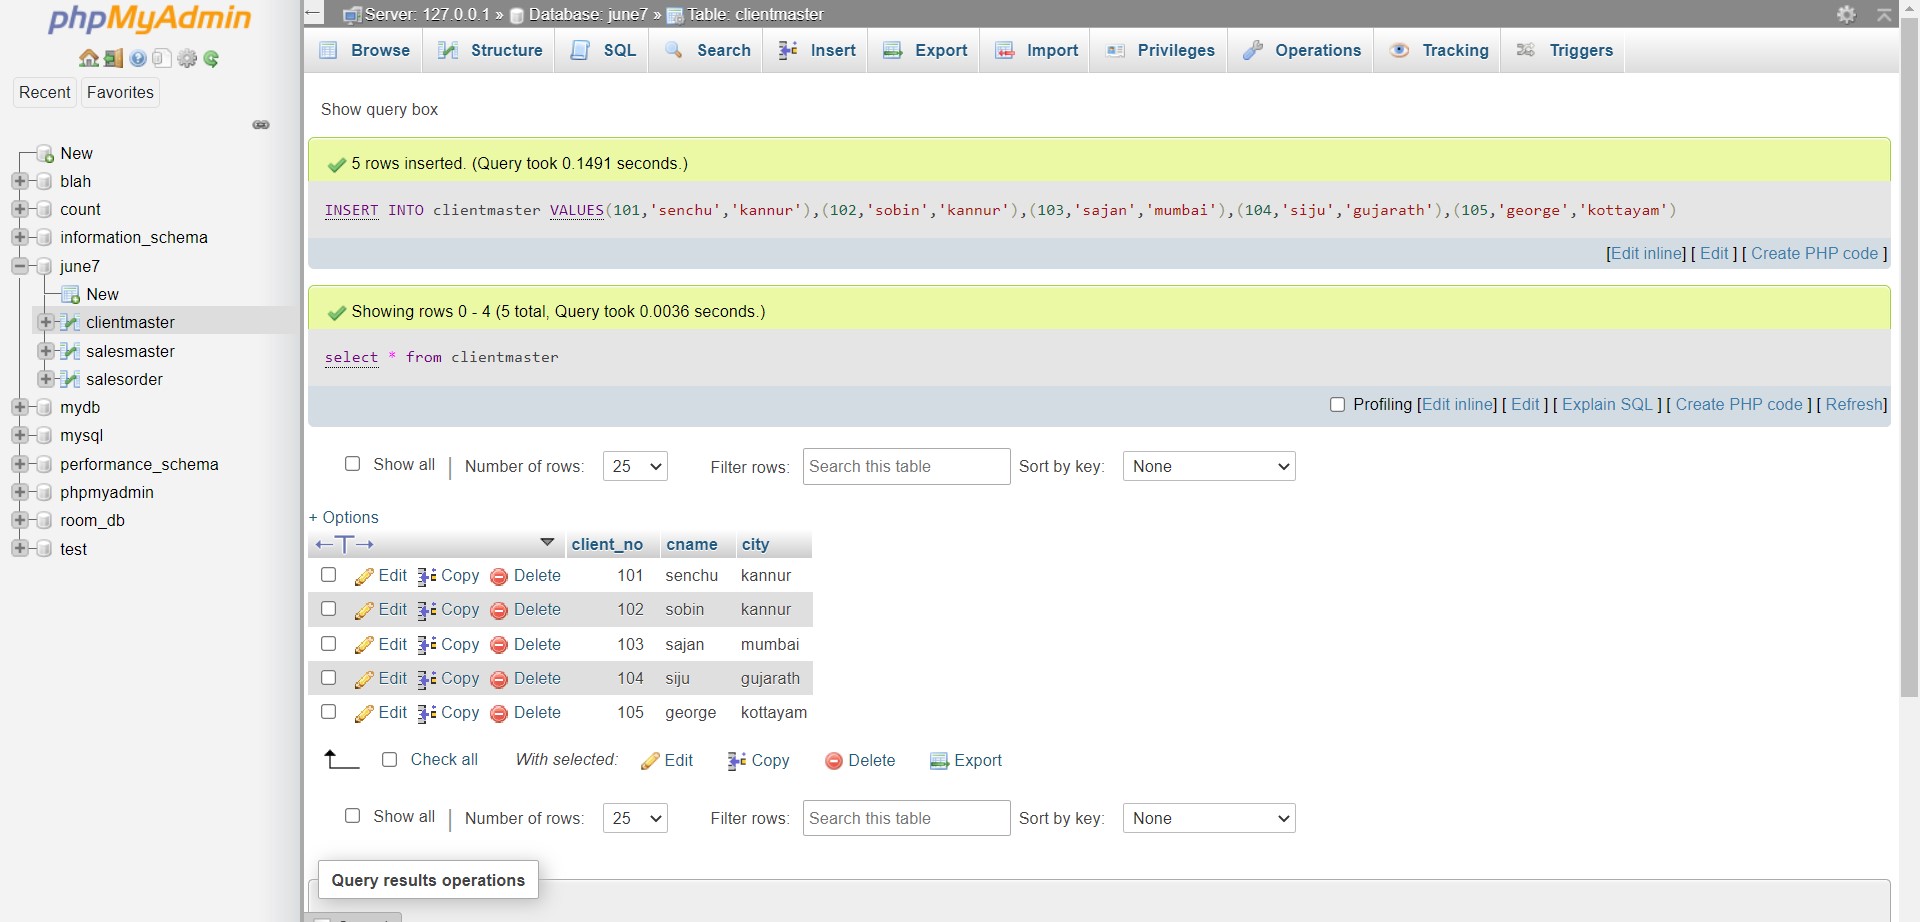 phpMyAdmin
Recent Favorites
New
blah
count
information_schema
june7
New
clientmaster
salesmaster
salesorder
mydb
mysql
performance_schema
phpmyadmin
room_db
test
Server: 127.0.0.1 » Database: june7 » Table: clientmaster
Browse Structure SQL Search Insert Export Import Privileges Operations Tracking Triggers
Show query box
5 rows inserted. (Query took 0.1491 seconds.)
INSERT INTO clientmaster VALUES(101,'senchu','kannur'),(102,'sobin','kannur'),(103,'sajan','mumbai'),(104,'siju','gujarath'),(105,'george','kottayam')
[Edit inline] [ Edit ] [ Create PHP code ]
Showing rows 0 - 4 (5 total, Query took 0.0036 seconds.)
select * from clientmaster
Profiling [Edit inline] [ Edit ] [ Explain SQL ] [ Create PHP code ] [ Refresh]
Show all | Number of rows: 25 Filter rows: Search this table Sort by key: None
+ Options
←T→ client_no cname city
Edit Copy Delete 101 senchu kannur
Edit Copy Delete 102 sobin kannur
Edit Copy Delete 103 sajan mumbai
Edit Copy Delete 104 siju gujarath
Edit Copy Delete 105 george kottayam
Check all With selected: Edit Copy Delete Export
Show all | Number of rows: 25 Filter rows: Search this table Sort by key: None
Query results operations